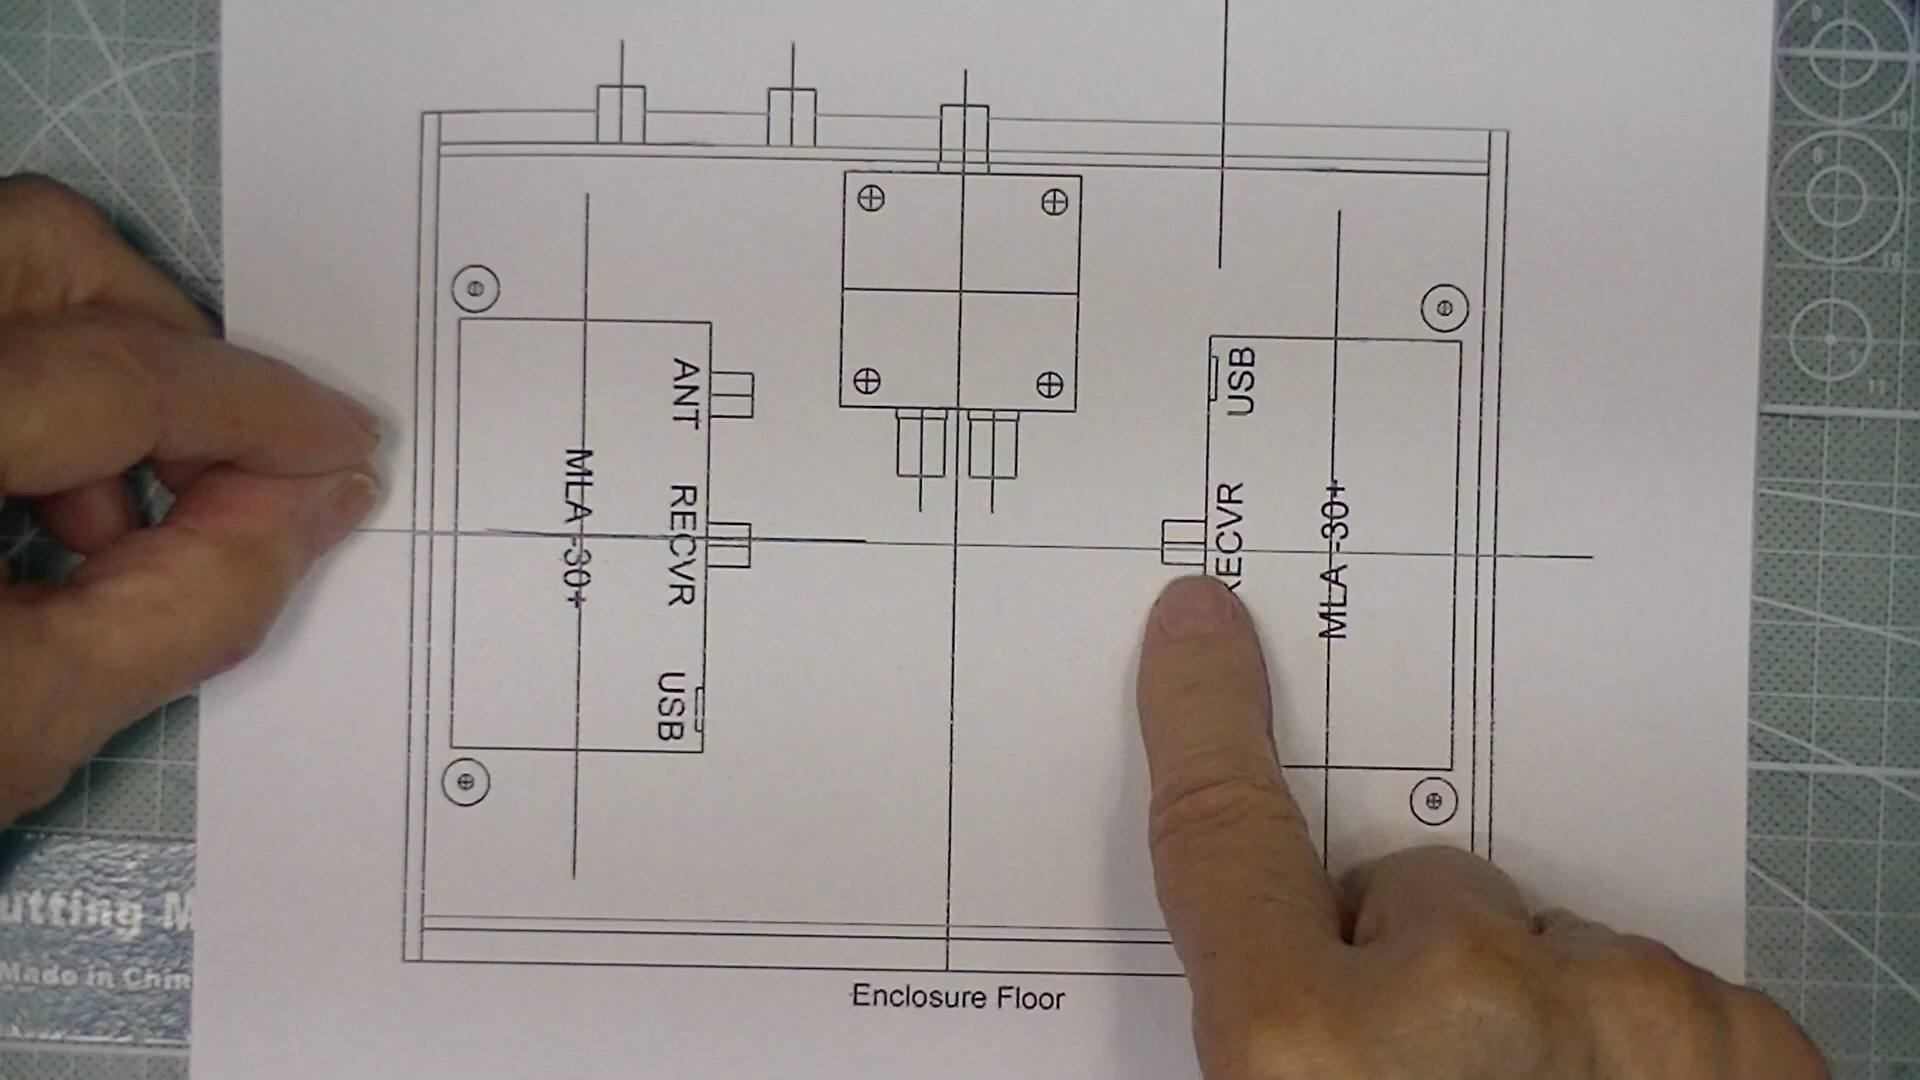 ANT
RECVR
USB
MLA -30+
USB
RECVR
MLA -30+
Enclosure Floor
utting M
Made in Chin